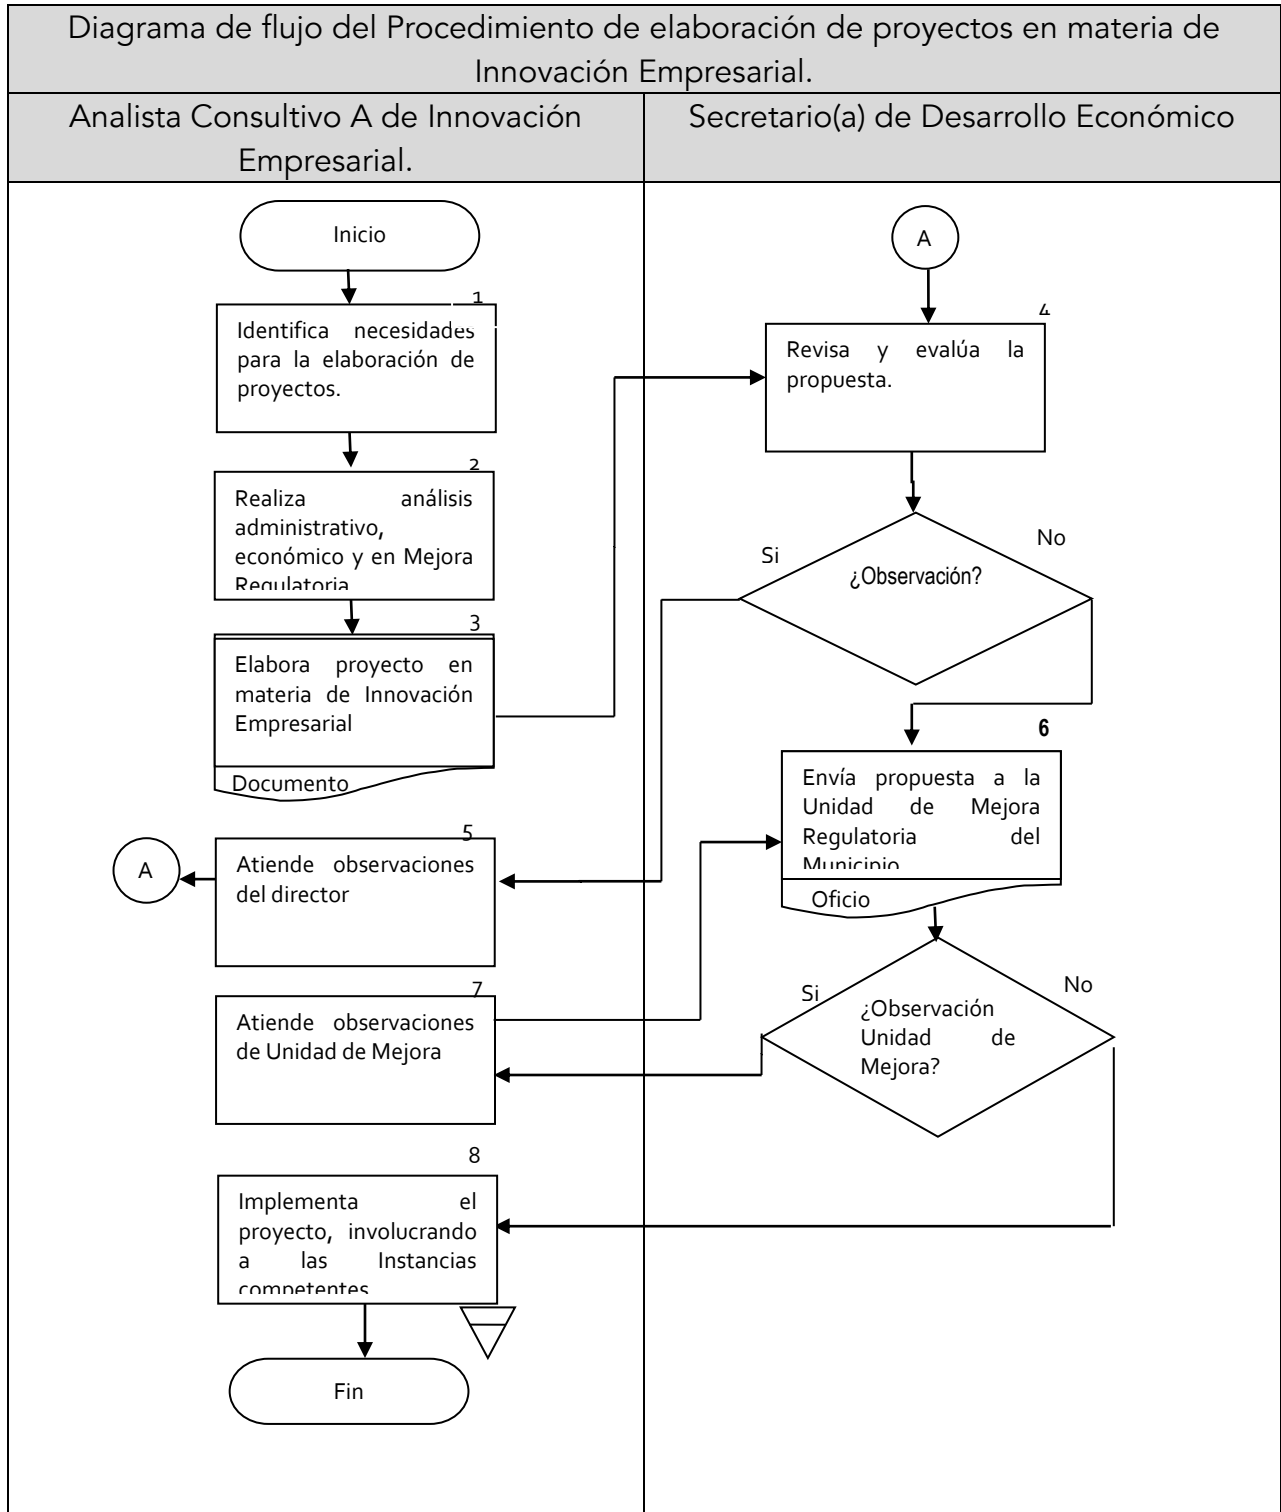 Diagrama de flujo del Procedimiento de elaboración de proyectos en materia de
Innovación Empresarial.
Analista Consultivo A de Innovación
Empresarial.
Secretario(a) de Desarrollo Económico
Inicio
1
Identifica necesidades
para la elaboración de
proyectos.
2
Realiza análisis
administrativo,
económico y en Mejora
Regulatoria
3
Elabora proyecto en
materia de Innovación
Empresarial
Documento
5
Atiende observaciones
del director
A
7
Atiende observaciones
de Unidad de Mejora
8
Implementa el
proyecto, involucrando
a las Instancias
competentes
Fin
A
4
Revisa y evalúa la
propuesta.
Si
No
¿Observación?
6
Envía propuesta a la
Unidad de Mejora
Regulatoria del
Municipio
Oficio
Si
No
¿Observación
Unidad de
Mejora?